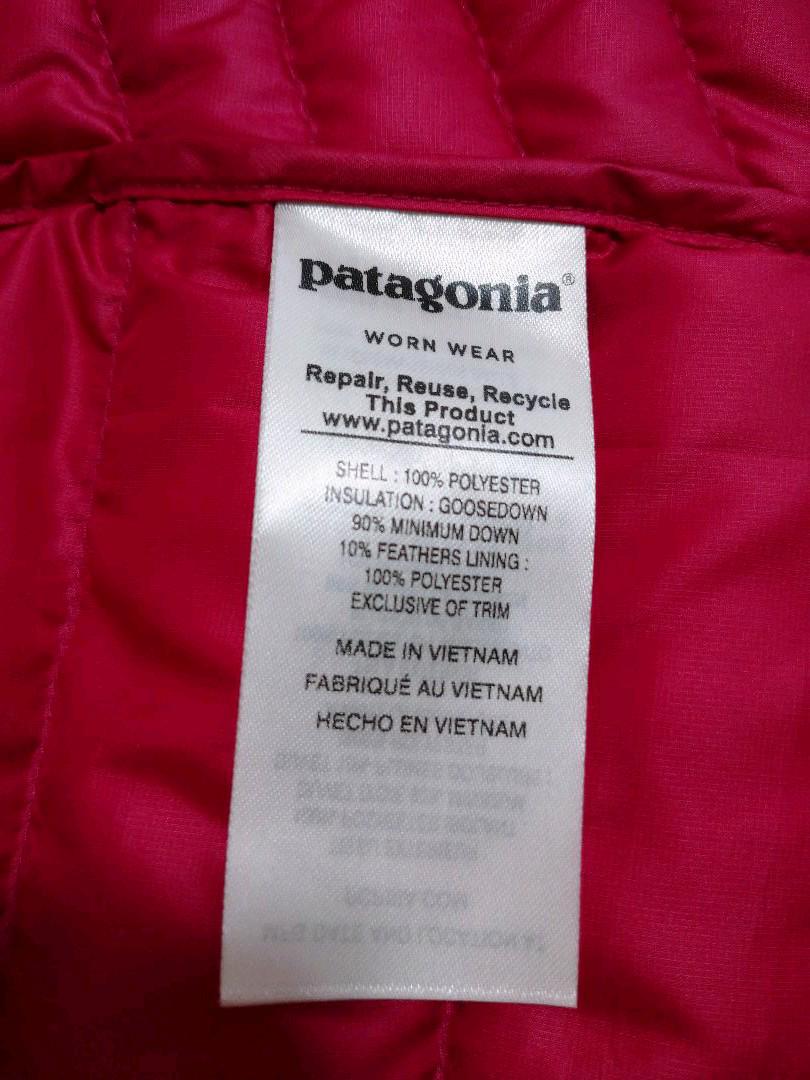 patagonia®
WORN WEAR
Repair, Reuse, Recycle
This Product
www.patagonia.com
SHELL : 100% POLYESTER
INSULATION : GOOSEDOWN
90% MINIMUM DOWN
10% FEATHERS LINING :
100% POLYESTER
EXCLUSIVE OF TRIM
MADE IN VIETNAM
FABRIQUÉ AU VIETNAM
HECHO EN VIETNAM